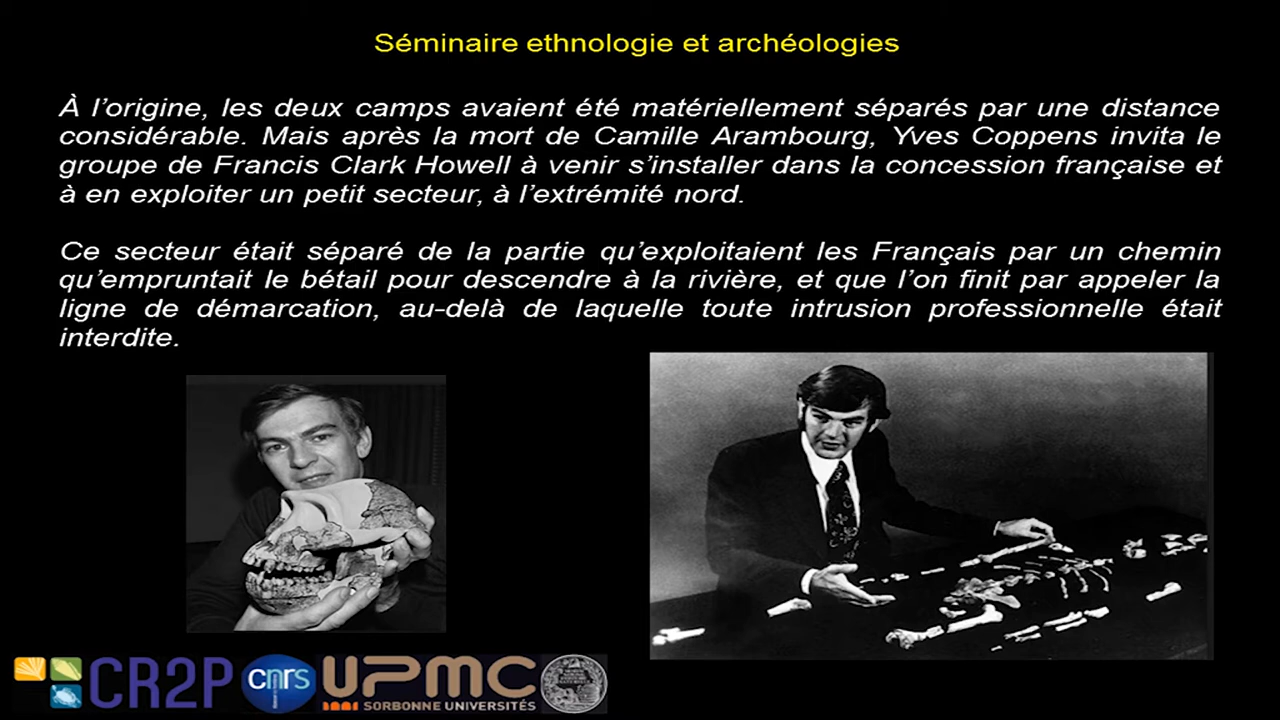 Séminaire ethnologie et archéologies
À l’origine, les deux camps avaient été matériellement séparés par une distance
considérable. Mais après la mort de Camille Arambourg, Yves Coppens invita le
groupe de Francis Clark Howell à venir s’installer dans la concession française et
à en exploiter un petit secteur, à l’extrémité nord.
Ce secteur était séparé de la partie qu’exploitaient les Français par un chemin
qu’empruntait le bétail pour descendre à la rivière, et que l’on finit par appeler la
ligne de démarcation, au-delà de laquelle toute intrusion professionnelle était
interdite.
CR2P
cnrs
UPMC
SORBONNE UNIVERSITÉS